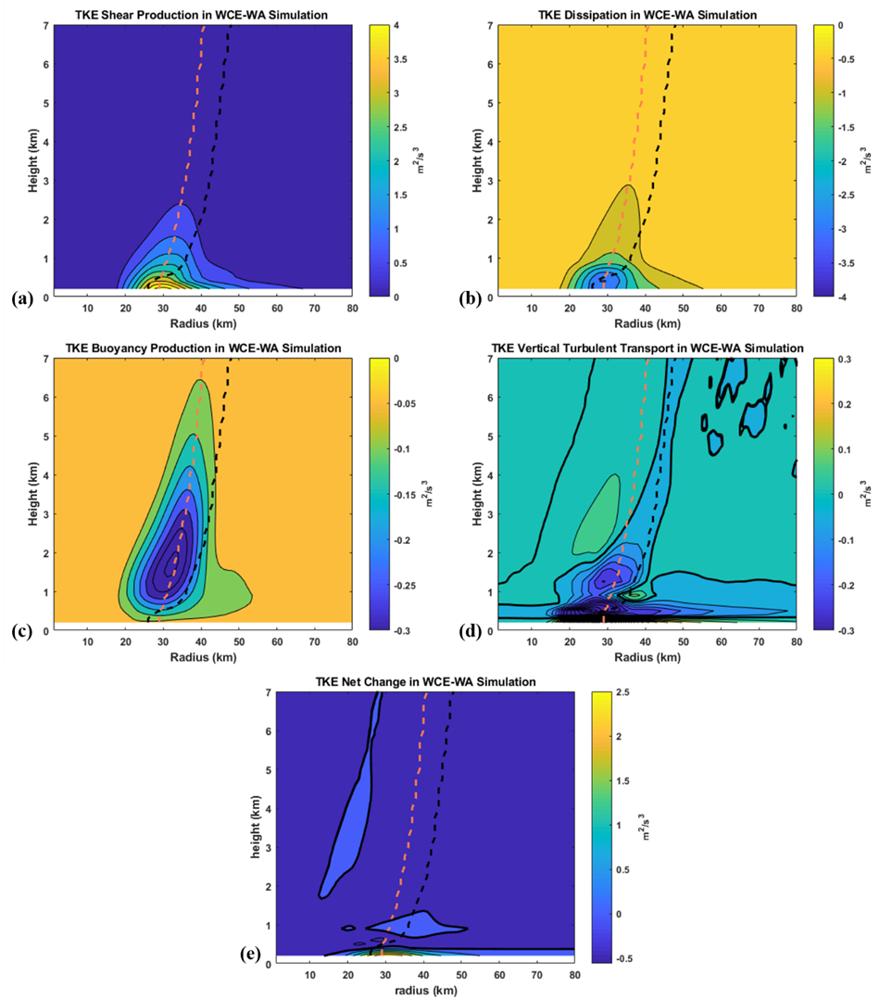 TKE Shear Production in WCE-WA Simulation
7
6
5
4
3
2
1
0
Height (km)
10 20 30 40 50 60 70 80
Radius (km)
4
3.5
3
2.5
2
1.5
1
0.5
0
m²/s³
(a)
TKE Dissipation in WCE-WA Simulation
7
6
5
4
3
2
1
0
Height (km)
10 20 30 40 50 60 70 80
Radius (km)
0
-0.5
-1
-1.5
-2
-2.5
-3
-3.5
-4
m²/s³
(b)
TKE Buoyancy Production in WCE-WA Simulation
7
6
5
4
3
2
1
0
Height (km)
10 20 30 40 50 60 70 80
Radius (km)
0
-0.05
-0.1
-0.15
-0.2
-0.25
-0.3
m²/s³
(c)
TKE Vertical Turbulent Transport in WCE-WA Simulation
7
6
5
4
3
2
1
0
Height (km)
10 20 30 40 50 60 70 80
Radius (km)
0.3
0.2
0.1
0
-0.1
-0.2
-0.3
m²/s³
(d)
TKE Net Change in WCE-WA Simulation
7
6
5
4
3
2
1
0
height (km)
10 20 30 40 50 60 70 80
radius (km)
2.5
2
1.5
1
0.5
0
-0.5
m²/s³
(e)